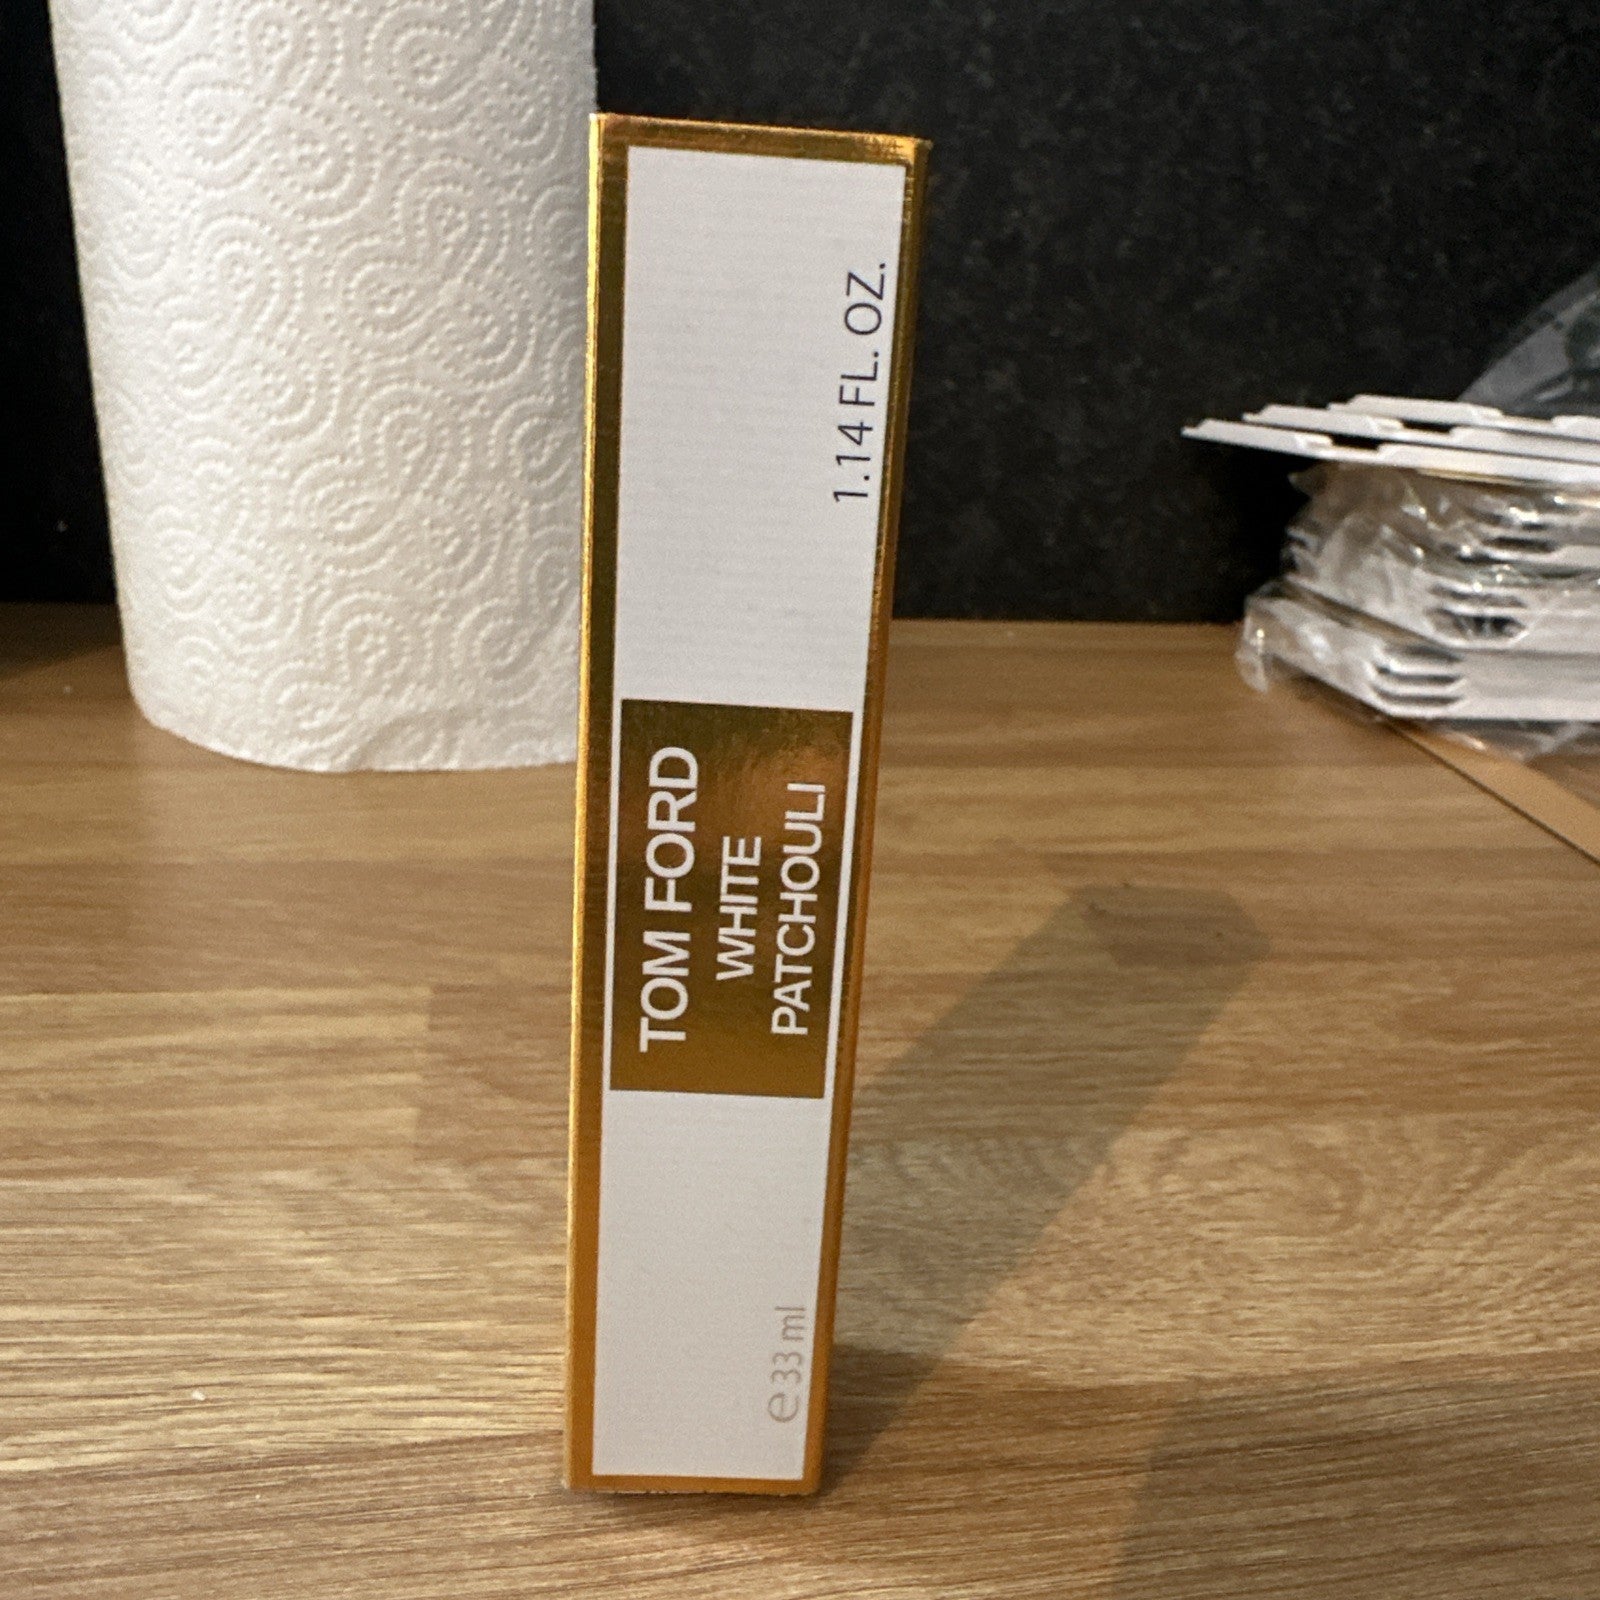 TOM FORD
WHITE
PATCHOULI
℮ 33 ml
1.14 FL. OZ.